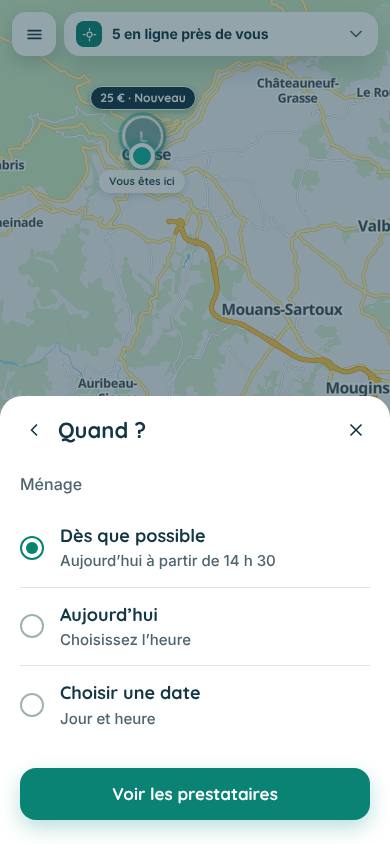 5 en ligne près de vous
Châteauneuf-
Grasse
25 € · Nouveau
L
Vous êtes ici
Mouans-Sartoux
Auribeau-
Mougins
Quand ?
Ménage
Dès que possible
Aujourd’hui à partir de 14 h 30
Aujourd’hui
Choisissez l’heure
Choisir une date
Jour et heure
Voir les prestataires